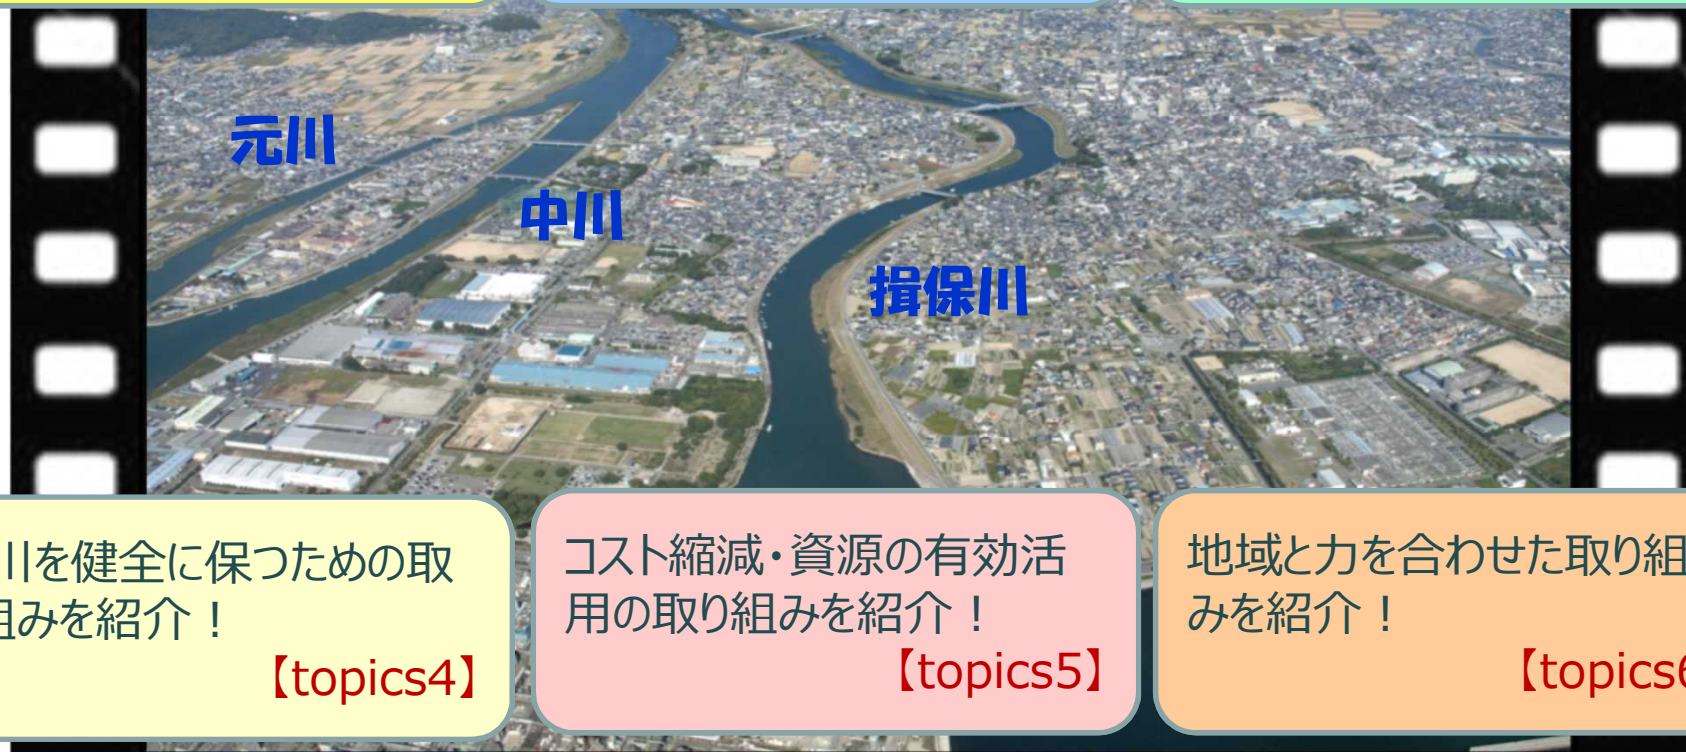 元川
中川
揖保川
川を健全に保つための取
組みを紹介！
【topics4】
コスト縮減・資源の有効活
用の取り組みを紹介！
【topics5】
地域と力を合わせた取り組
みを紹介！
【topics6